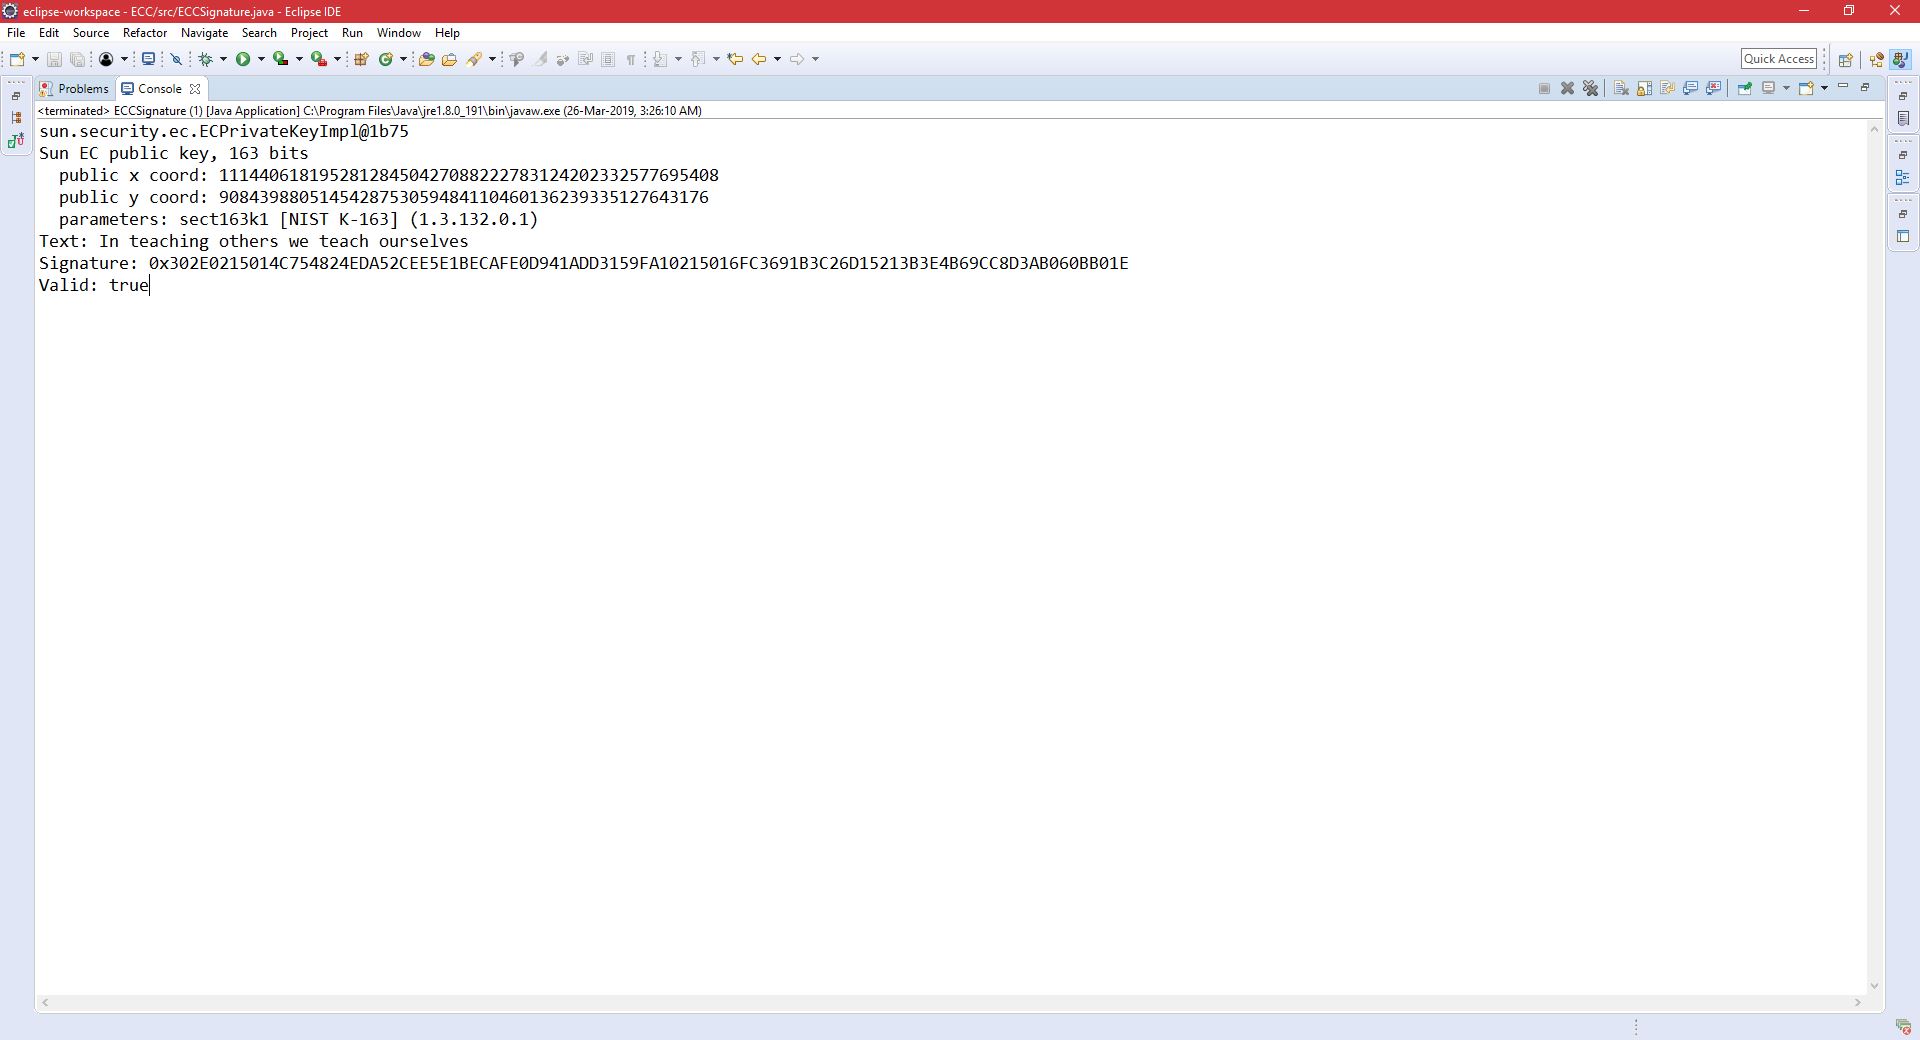 eclipse-workspace - ECC/src/ECCSignature.java - Eclipse IDE
File Edit Source Refactor Navigate Search Project Run Window Help
Quick Access
Problems Console
<terminated> ECCSignature (1) [Java Application] C:\Program Files\Java\jre1.8.0_191\bin\javaw.exe (26-Mar-2019, 3:26:10 AM)
sun.security.ec.ECPrivateKeyImpl@1b75
Sun EC public key, 163 bits
public x coord: 11144061819528128450427088222783124202332577695408
public y coord: 9084398805145428753059484110460136239335127643176
parameters: sect163k1 [NIST K-163] (1.3.132.0.1)
Text: In teaching others we teach ourselves
Signature: 0x302E0215014C754824EDA52CEE5E1BECAFE0D941ADD3159FA10215016FC3691B3C26D15213B3E4B69CC8D3AB060BB01E
Valid: true